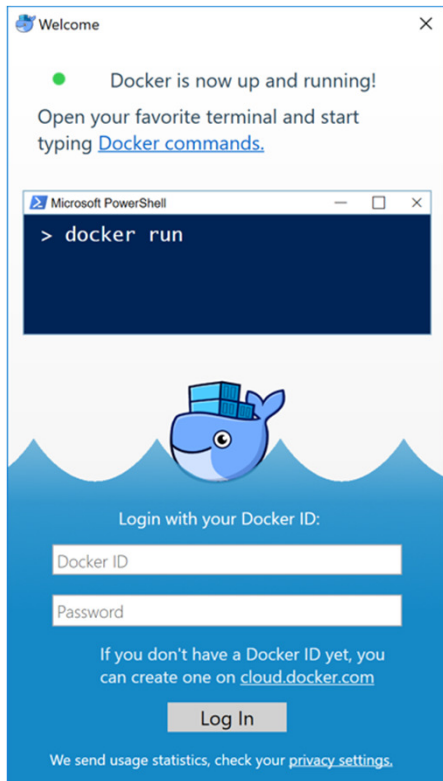 Welcome
Docker is now up and running!
Open your favorite terminal and start
typing Docker commands.
Microsoft PowerShell
> docker run
Login with your Docker ID:
Docker ID
Password
If you don't have a Docker ID yet, you
can create one on cloud.docker.com
Log In
We send usage statistics, check your privacy settings.